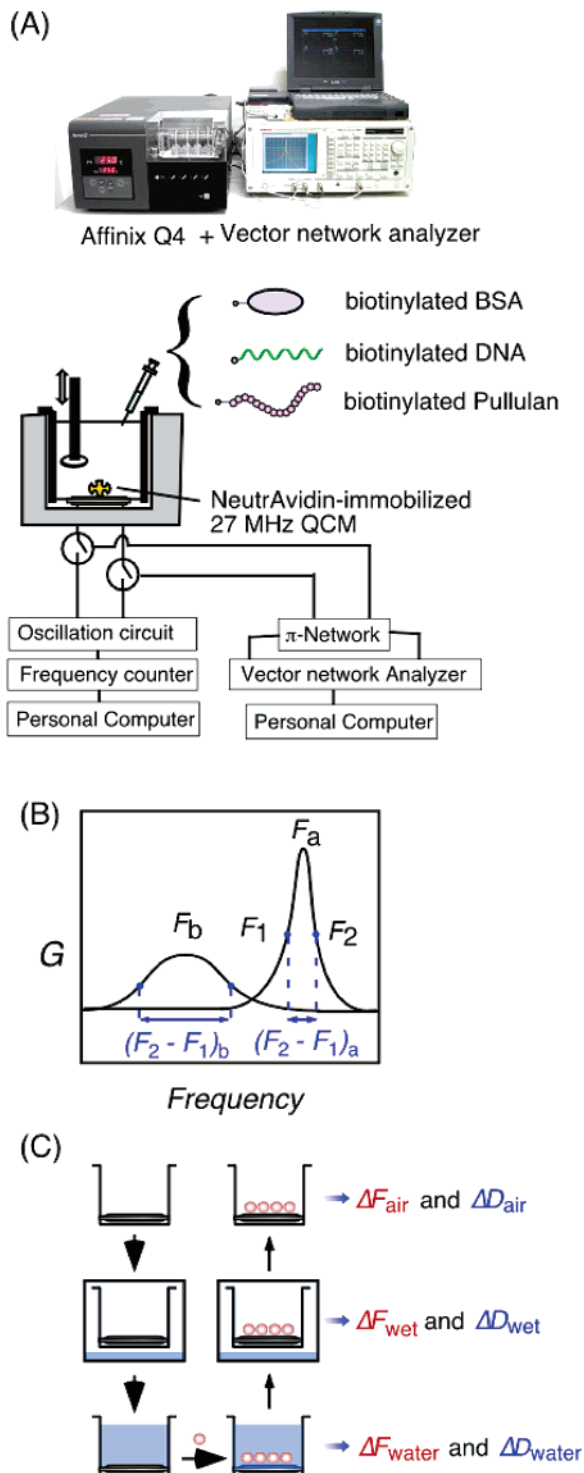 (A)
Affinix Q4 + Vector network analyzer
biotinylated BSA
biotinylated DNA
biotinylated Pullulan
NeutrAvidin-immobilized
27 MHz QCM
Oscillation circuit
Frequency counter
Personal Computer
π-Network
Vector network Analyzer
Personal Computer
(B)
Fa
Fb
F1
F2
G
(F2 - F1)b
(F2 - F1)a
Frequency
(C)
ΔFair and ΔDair
ΔFwet and ΔDwet
ΔFwater and ΔDwater